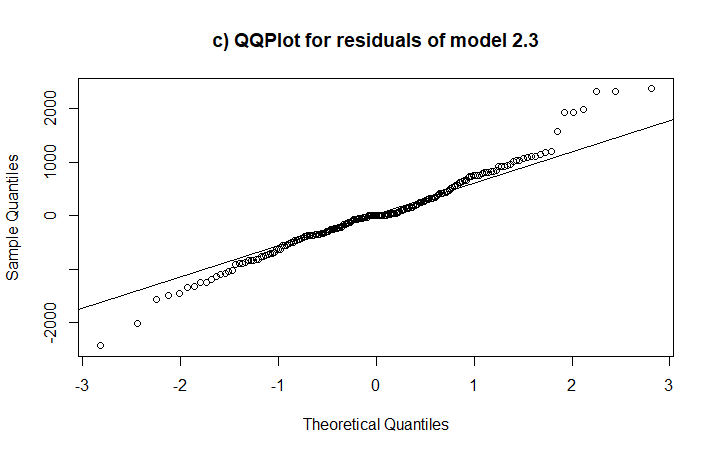 c) QQPlot for residuals of model 2.3
Sample Quantiles
2000
1000
0
-2000
-3 -2 -1 0 1 2 3
Theoretical Quantiles